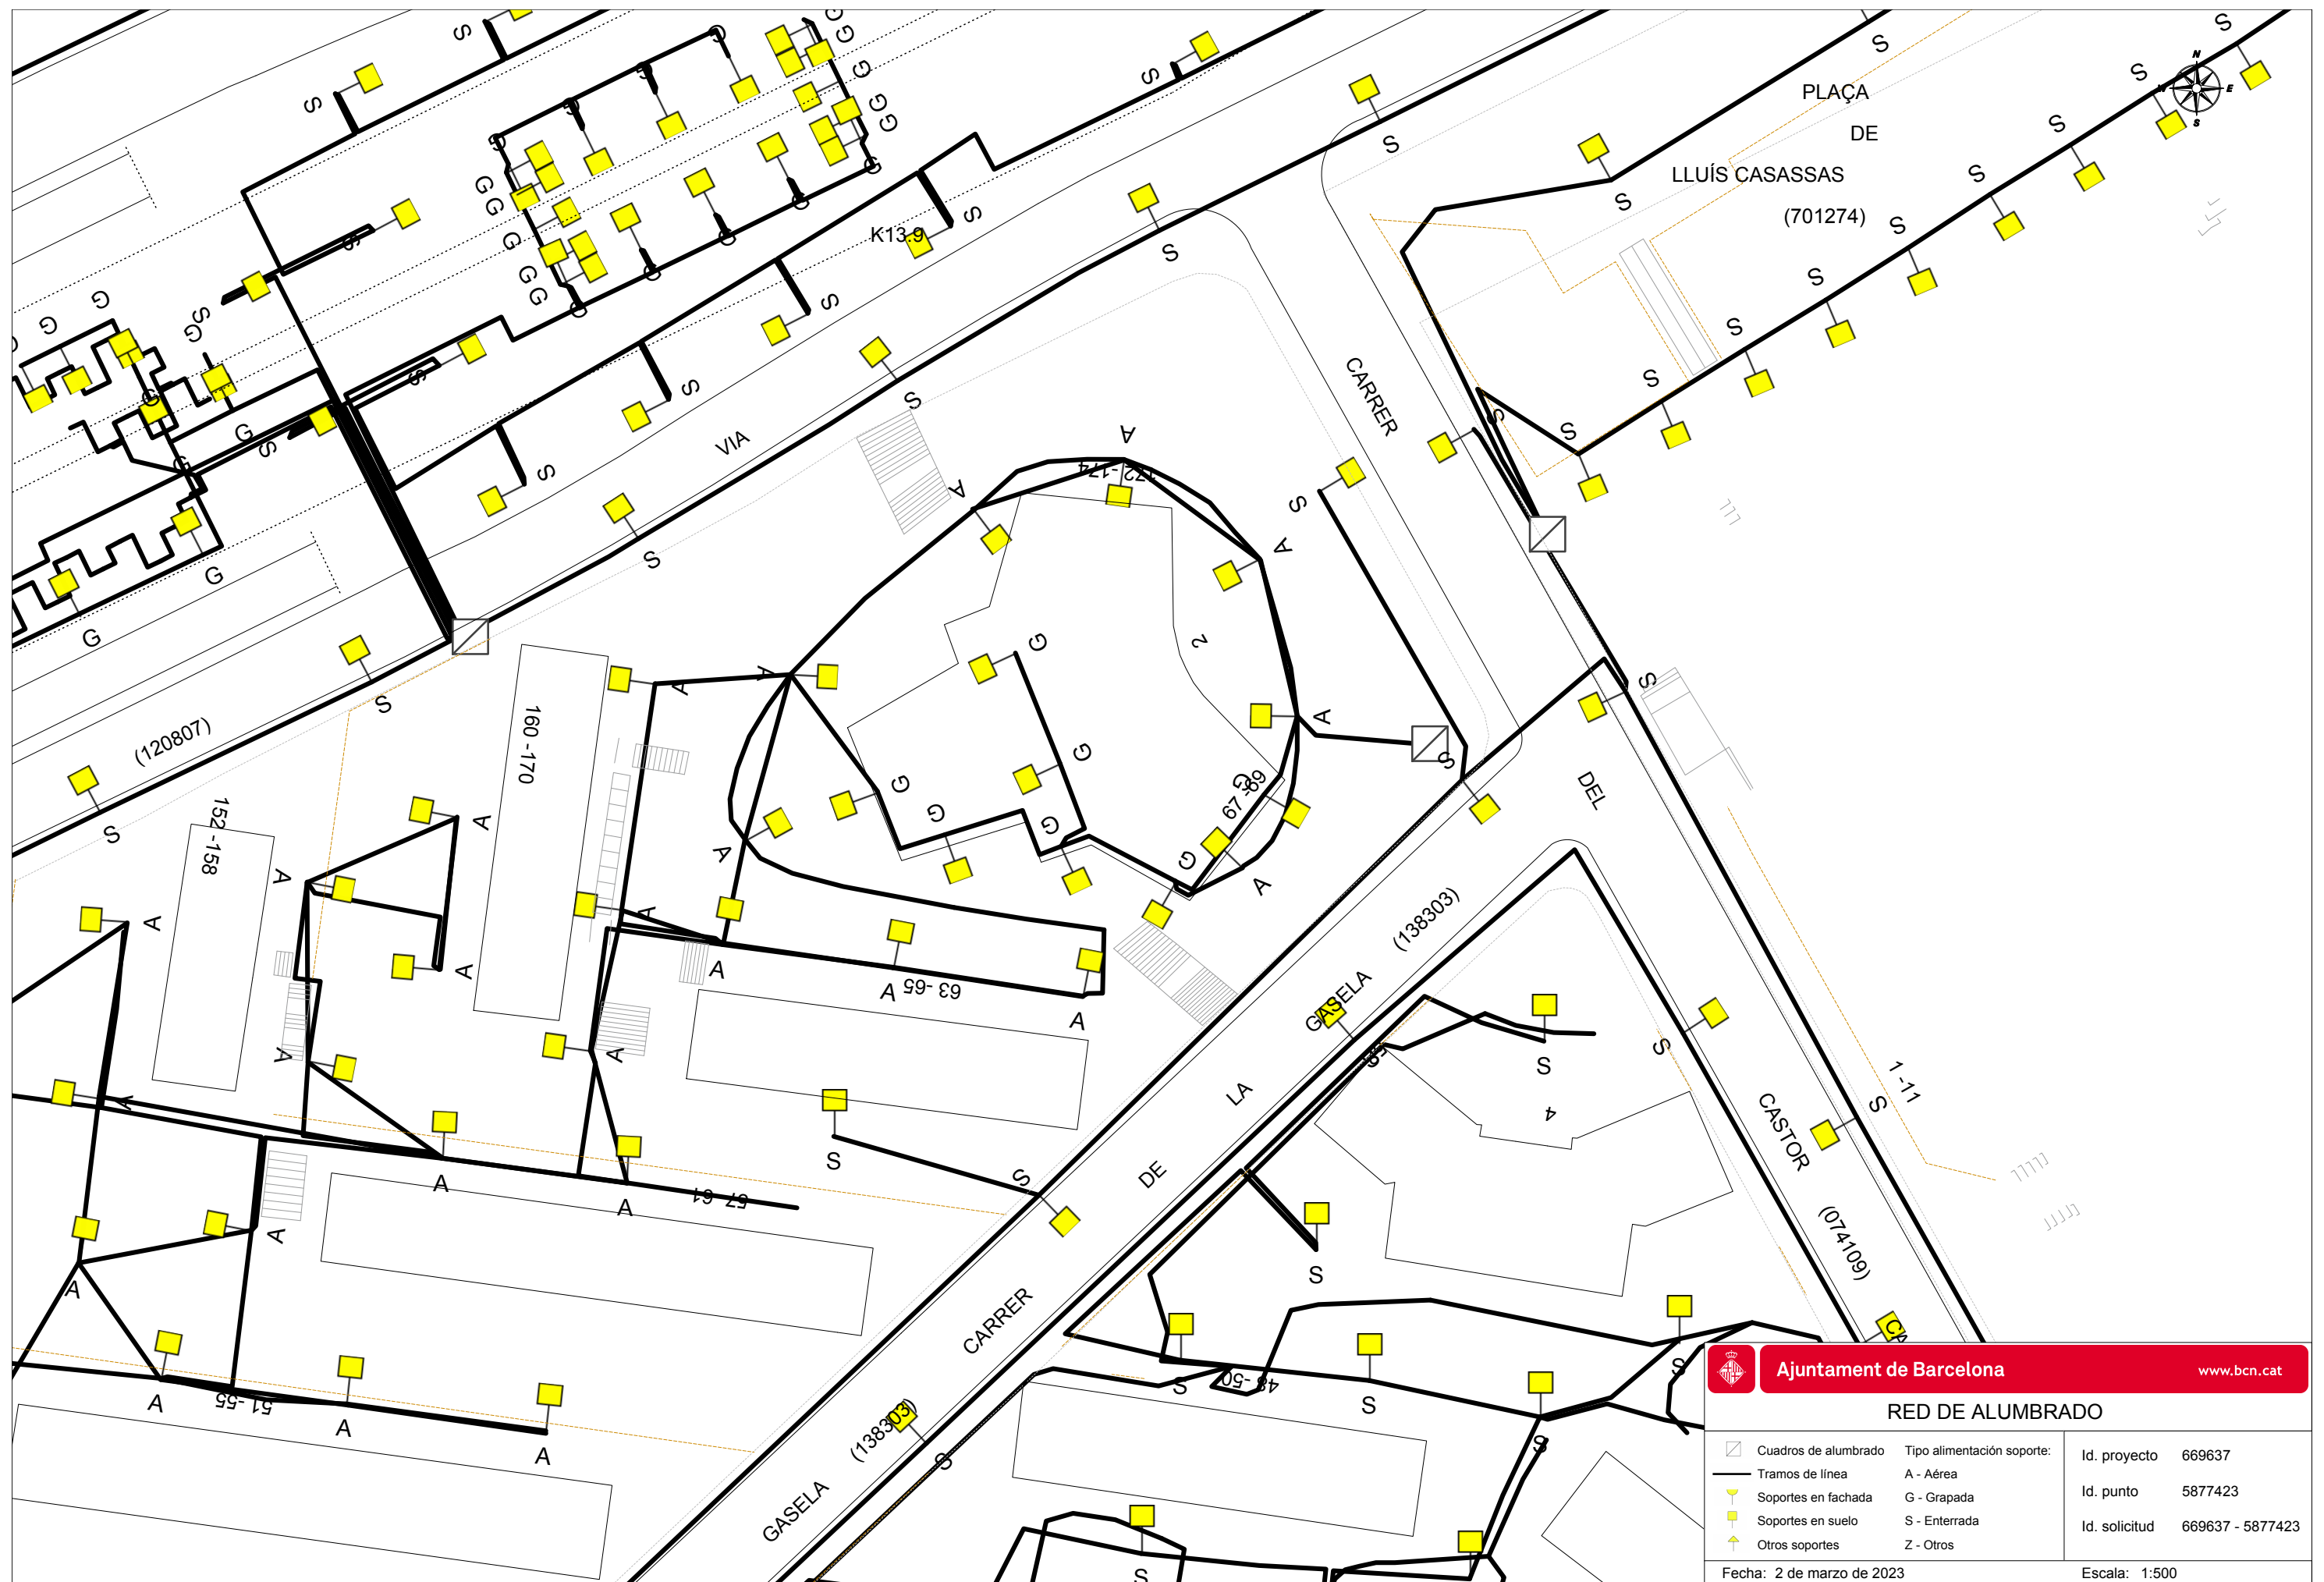 PLAÇA
DE
LLUÍS CASASSAS
(701274)
K13.9
VIA
(120807)
CARRER
DEL
CASTOR
(074109)
1 -11
172 -174
2
160 -170
152 -158
67 -69
63 -65
57 -61
51 -55
(138303)
GASELA
LA
DE
CARRER
GASELA
(138303)
4
48 -50
N
W
E
S
Ajuntament de Barcelona
www.bcn.cat
RED DE ALUMBRADO
Cuadros de alumbrado
Tramos de línea
Soportes en fachada
Soportes en suelo
Otros soportes
Tipo alimentación soporte:
A - Aérea
G - Grapada
S - Enterrada
Z - Otros
Id. proyecto 669637
Id. punto 5877423
Id. solicitud 669637 - 5877423
Fecha: 2 de marzo de 2023
Escala: 1:500